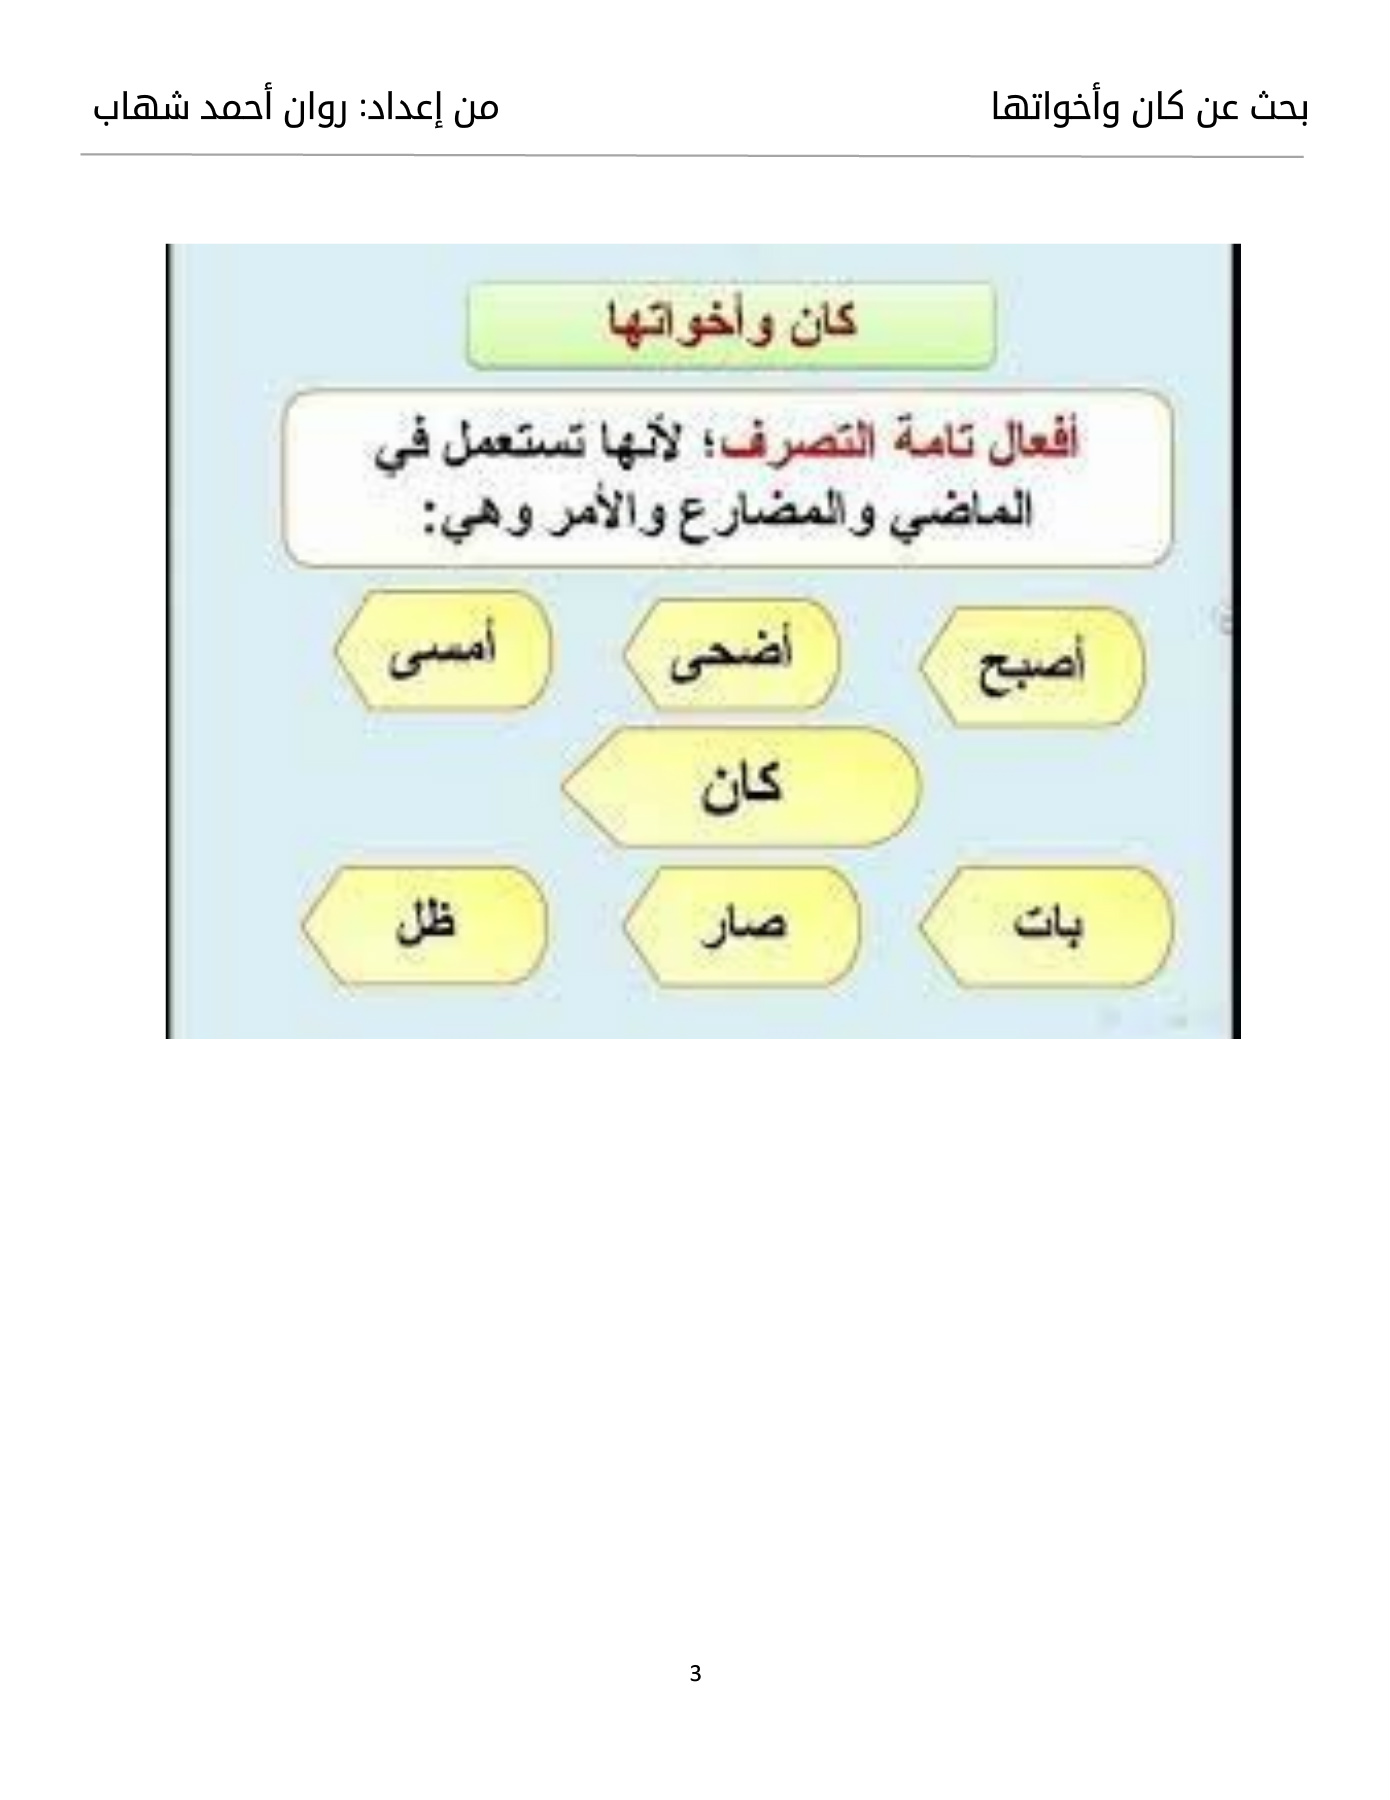 بحث عن كان وأخواتها
من إعداد: روان أحمد شهاب
كان وأخواتها
أفعال تامة التصرف؛ لأنها تستعمل في
الماضي والمضارع والأمر وهي:
أصبح
أضحى
أمسى
كان
بات
صار
ظل
3